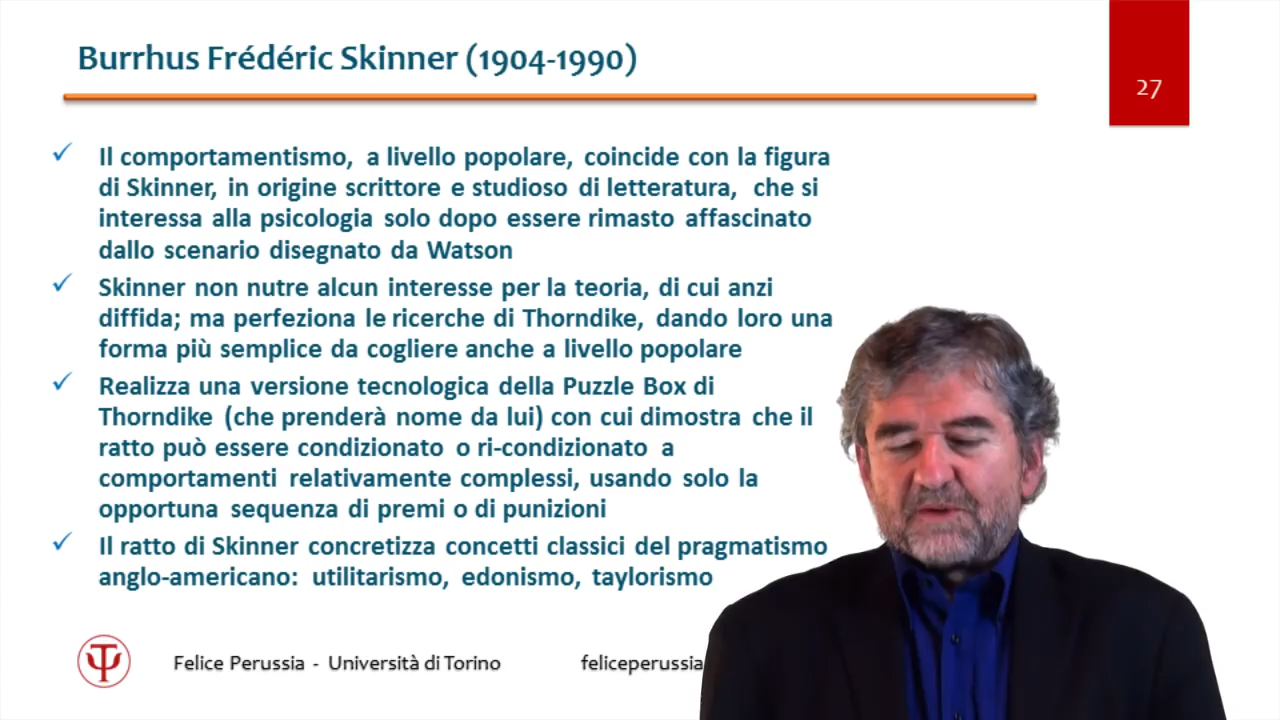 Burrhus Frédéric Skinner (1904-1990)
27
Il comportamentismo, a livello popolare, coincide con la figura
di Skinner, in origine scrittore e studioso di letteratura, che si
interessa alla psicologia solo dopo essere rimasto affascinato
dallo scenario disegnato da Watson
Skinner non nutre alcun interesse per la teoria, di cui anzi
diffida; ma perfeziona le ricerche di Thorndike, dando loro una
forma più semplice da cogliere anche a livello popolare
Realizza una versione tecnologica della Puzzle Box di
Thorndike (che prenderà nome da lui) con cui dimostra che il
ratto può essere condizionato o ri-condizionato a
comportamenti relativamente complessi, usando solo la
opportuna sequenza di premi o di punizioni
Il ratto di Skinner concretizza concetti classici del pragmatismo
anglo-americano: utilitarismo, edonismo, taylorismo
Ψ
Felice Perussia - Università di Torino
feliceperussia